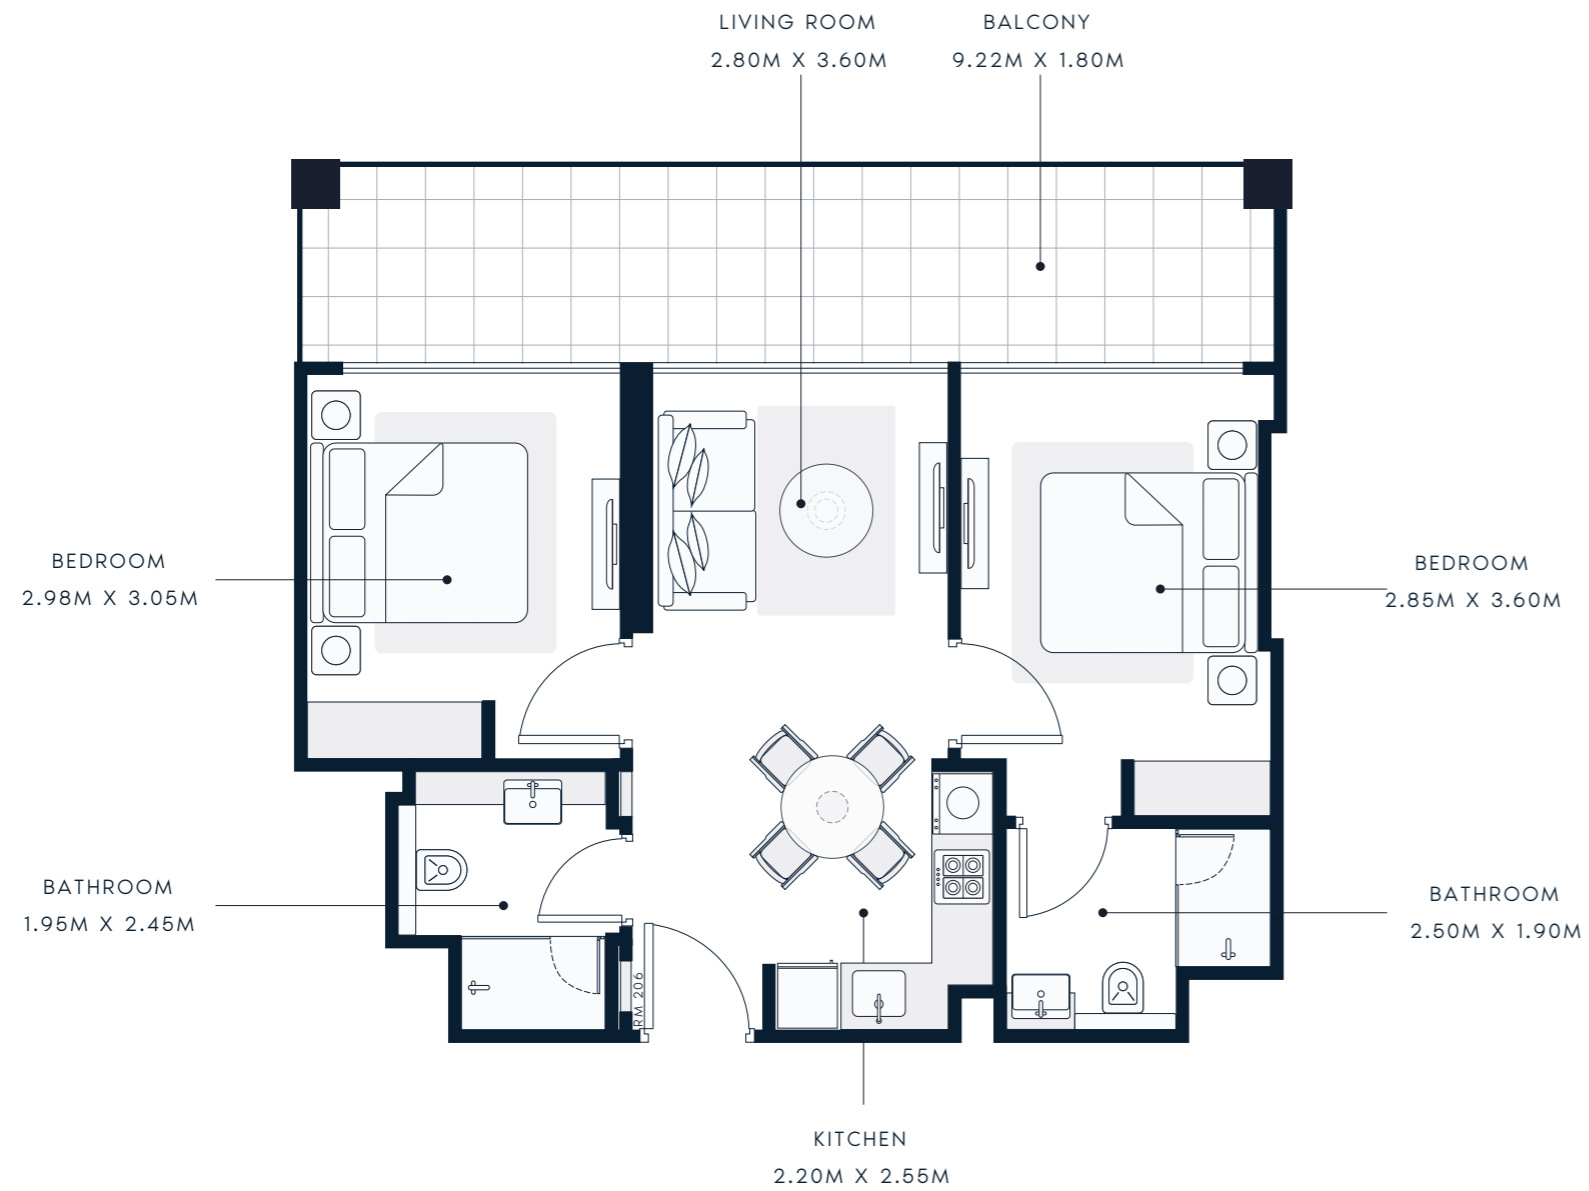 LIVING ROOM
2.80M X 3.60M
BALCONY
9.22M X 1.80M
BEDROOM
2.98M X 3.05M
BEDROOM
2.85M X 3.60M
BATHROOM
1.95M X 2.45M
BATHROOM
2.50M X 1.90M
RM 206
KITCHEN
2.20M X 2.55M